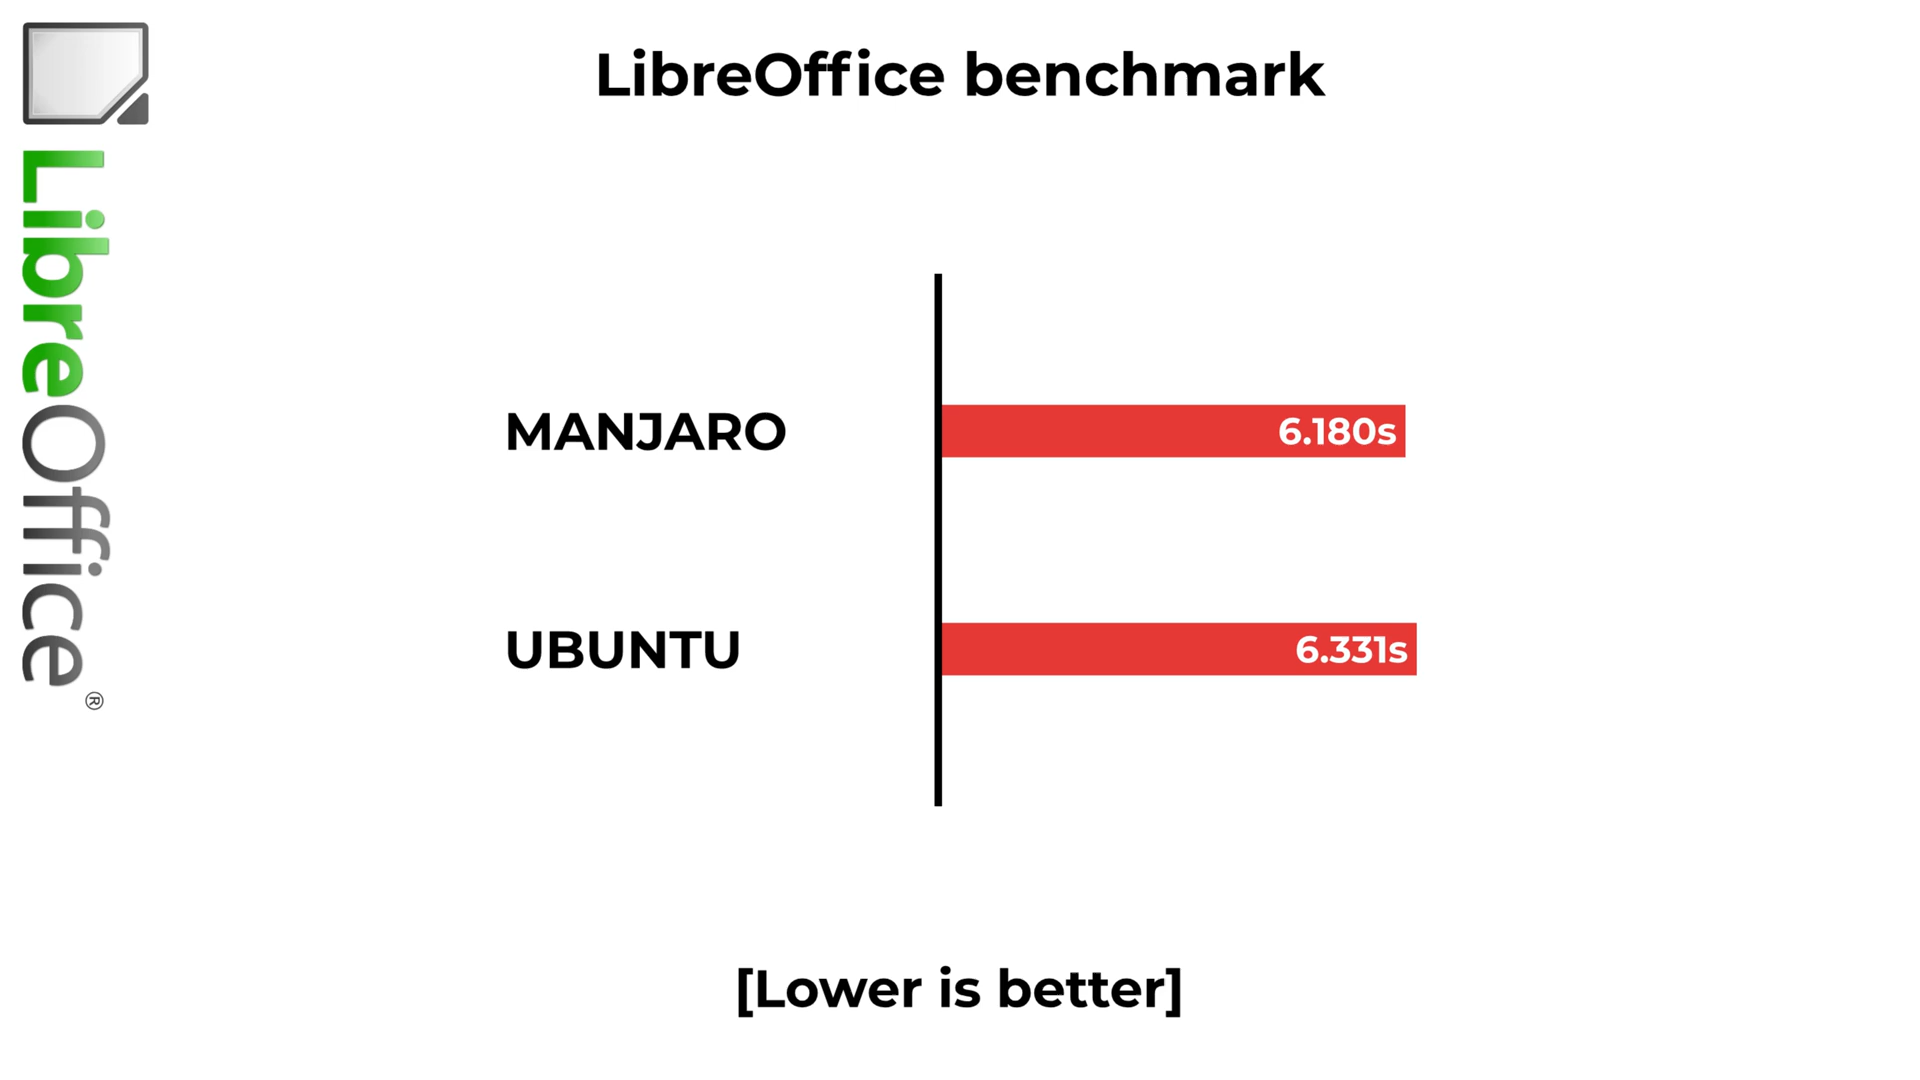 LibreOffice benchmark
LibreOffice®
MANJARO
6.180s
UBUNTU
6.331s
[Lower is better]